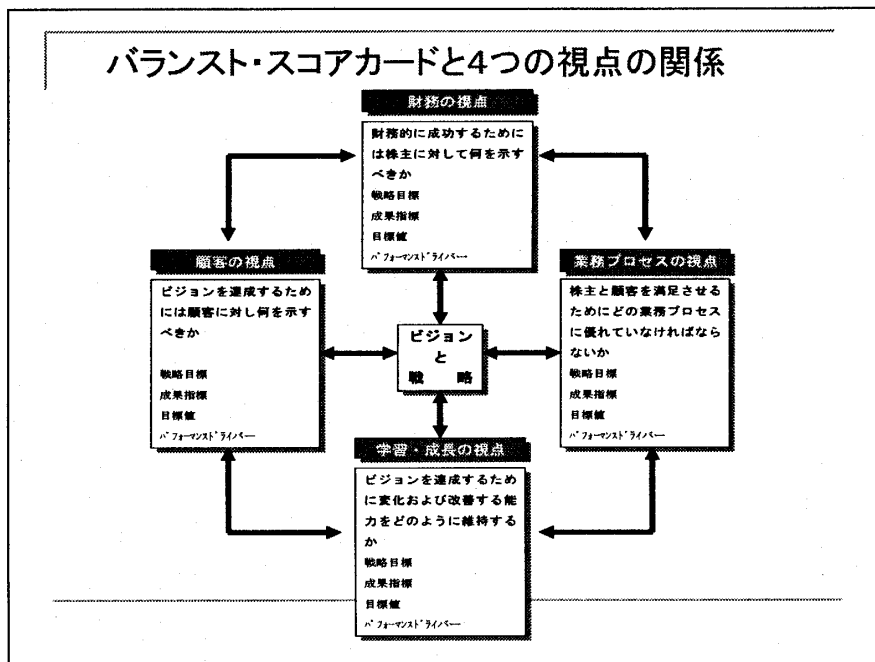 バランスト・スコアカードと4つの視点の関係
財務の視点
財務的に成功するために
は株主に対して何を示す
べきか
戦略目標
成果指標
目標値
パフォーマンスドライバー
顧客の視点
ビジョンを達成するため
には顧客に対し何を示す
べきか
戦略目標
成果指標
目標値
パフォーマンスドライバー
ビジョン
と
戦 略
業務プロセスの視点
株主と顧客を満足させる
ためにどの業務プロセス
に優れていなければなら
ないか
戦略目標
成果指標
目標値
パフォーマンスドライバー
学習・成長の視点
ビジョンを達成するため
に変化および改善する能
力をどのように維持する
か
戦略目標
成果指標
目標値
パフォーマンスドライバー